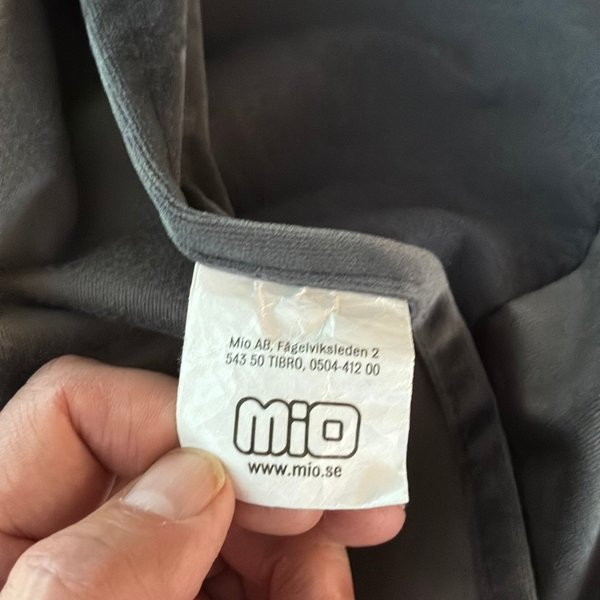 Mio AB, Fågelviksleden 2
543 50 TIBRO, 0504-412 00
MiO
www.mio.se